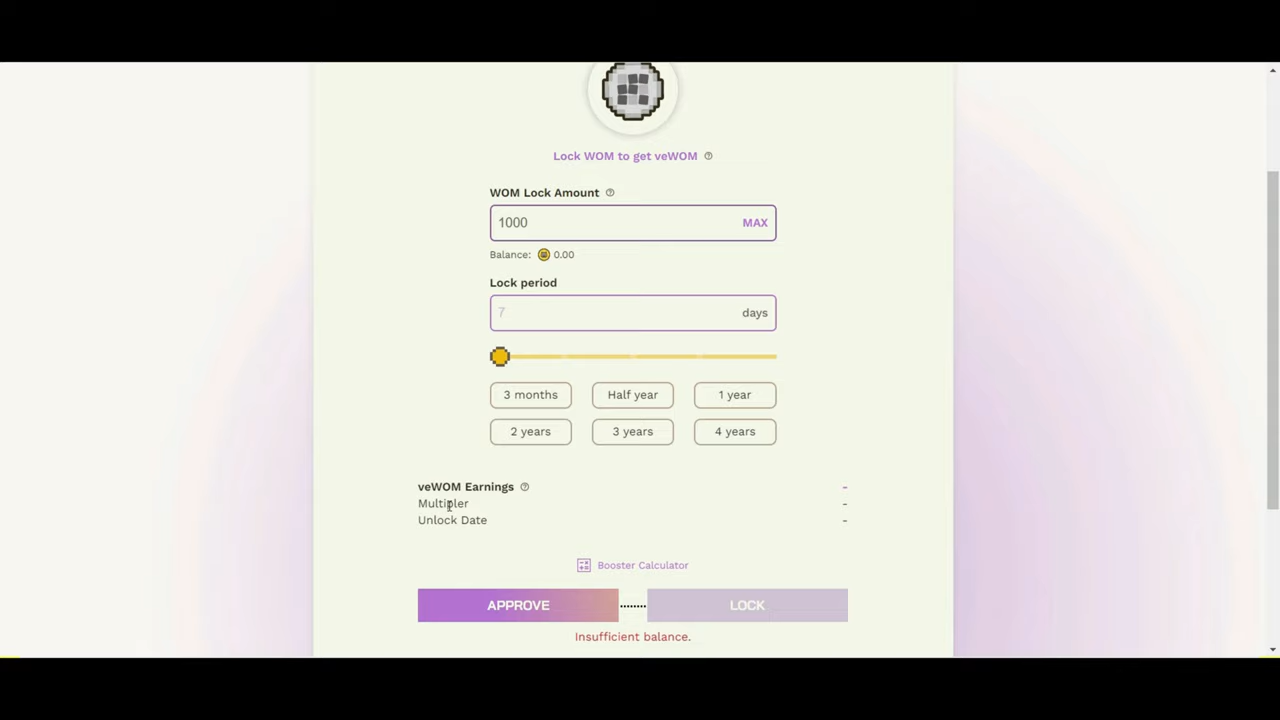 Lock WOM to get veWOM
WOM Lock Amount
1000 MAX
Balance: 0.00
Lock period
7 days
3 months Half year 1 year
2 years 3 years 4 years
veWOM Earnings -
Multipler -
Unlock Date -
Booster Calculator
APPROVE LOCK
Insufficient balance.